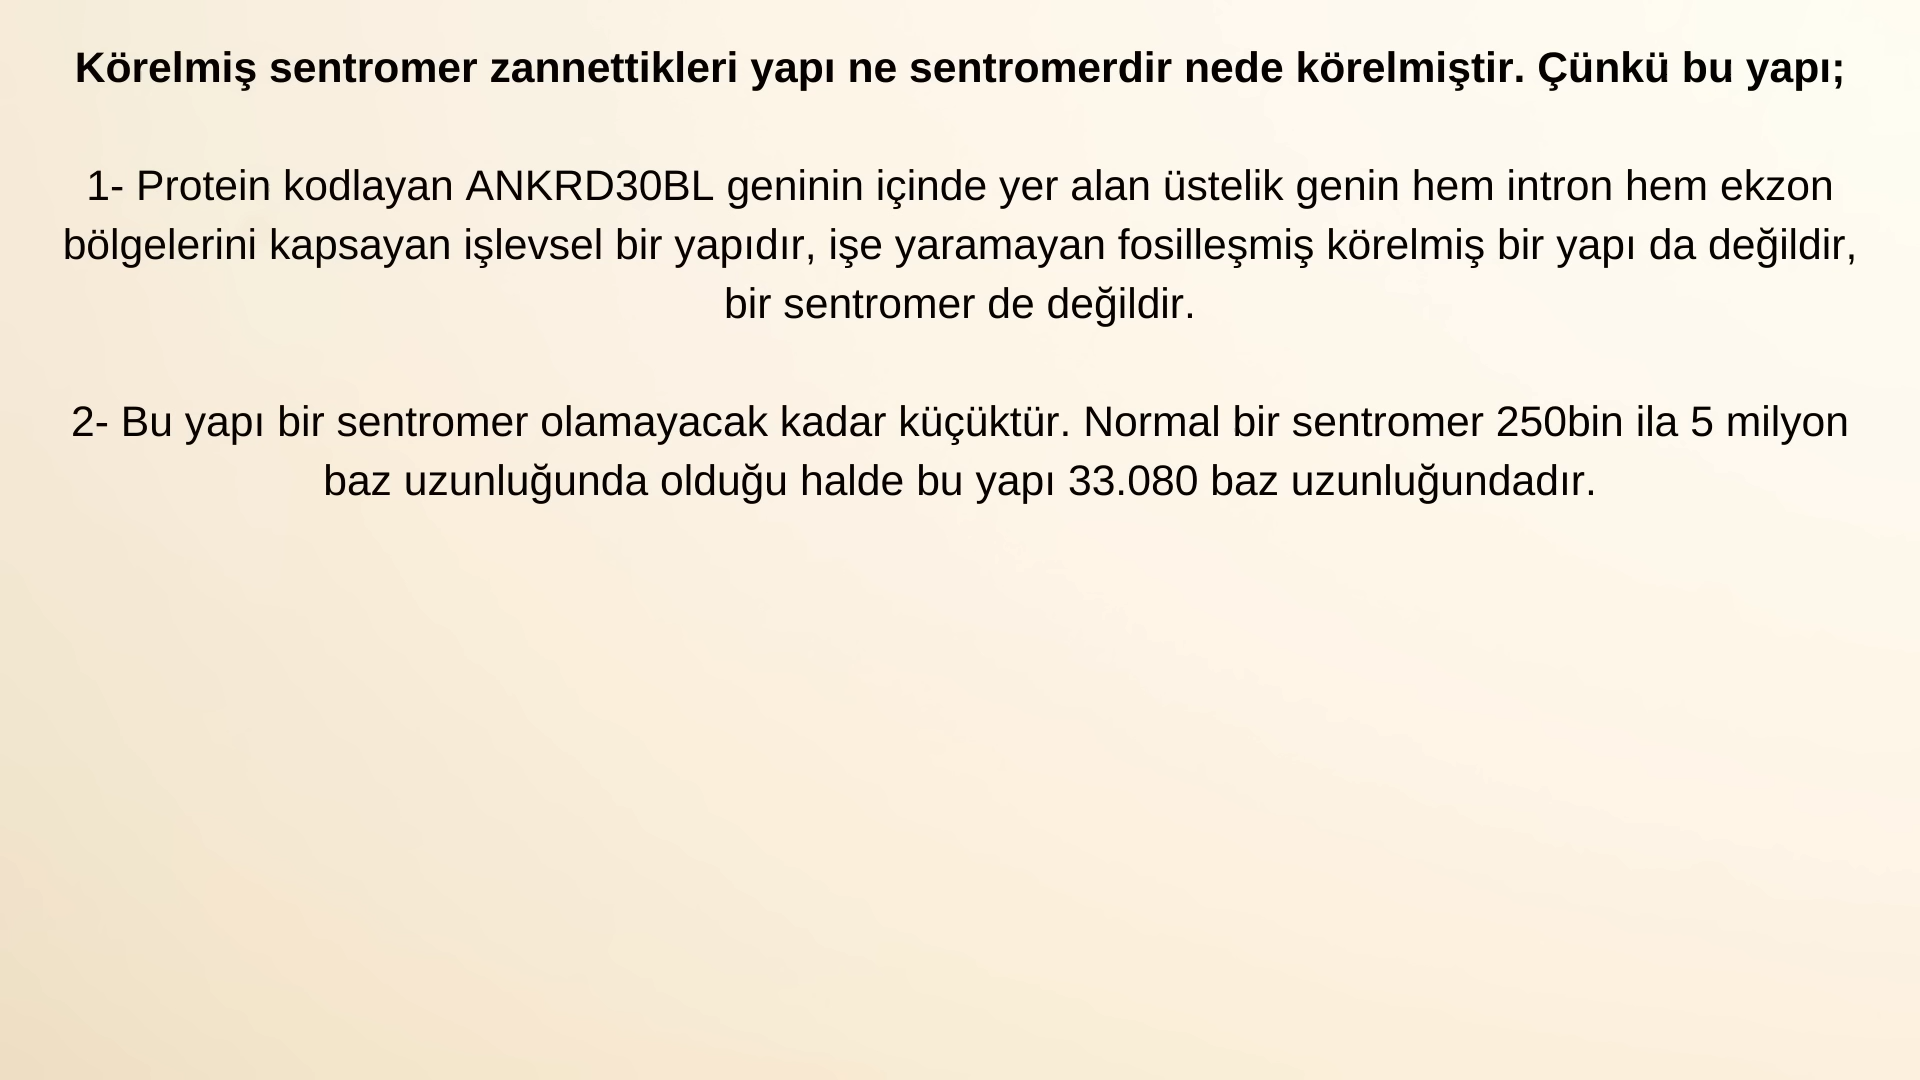 Körelmiş sentromer zannettikleri yapı ne sentromerdir nede körelmiştir. Çünkü bu yapı;
1- Protein kodlayan ANKRD30BL geninin içinde yer alan üstelik genin hem intron hem ekzon
bölgelerini kapsayan işlevsel bir yapıdır, işe yaramayan fosilleşmiş körelmiş bir yapı da değildir,
bir sentromer de değildir.
2- Bu yapı bir sentromer olamayacak kadar küçüktür. Normal bir sentromer 250bin ila 5 milyon
baz uzunluğunda olduğu halde bu yapı 33.080 baz uzunluğundadır.